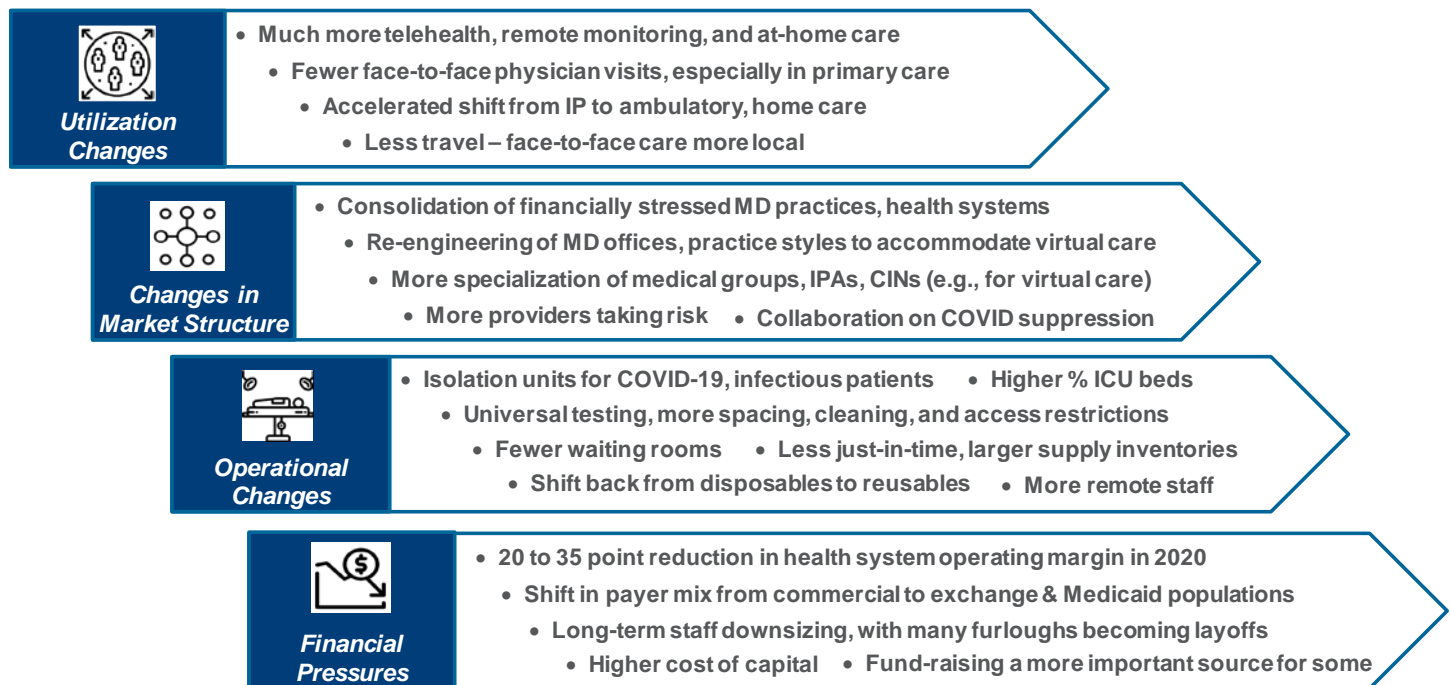 • Much more telehealth, remote monitoring, and at-home care
• Fewer face-to-face physician visits, especially in primary care
• Accelerated shift from IP to ambulatory, home care
• Less travel – face-to-face care more local
Utilization
Changes
• Consolidation of financially stressed MD practices, health systems
• Re-engineering of MD offices, practice styles to accommodate virtual care
• More specialization of medical groups, IPAs, CINs (e.g., for virtual care)
• More providers taking risk • Collaboration on COVID suppression
Changes in
Market Structure
• Isolation units for COVID-19, infectious patients • Higher % ICU beds
• Universal testing, more spacing, cleaning, and access restrictions
• Fewer waiting rooms • Less just-in-time, larger supply inventories
• Shift back from disposables to reusables • More remote staff
Operational
Changes
• 20 to 35 point reduction in health system operating margin in 2020
• Shift in payer mix from commercial to exchange & Medicaid populations
• Long-term staff downsizing, with many furloughs becoming layoffs
• Higher cost of capital • Fund-raising a more important source for some
$
Financial
Pressures